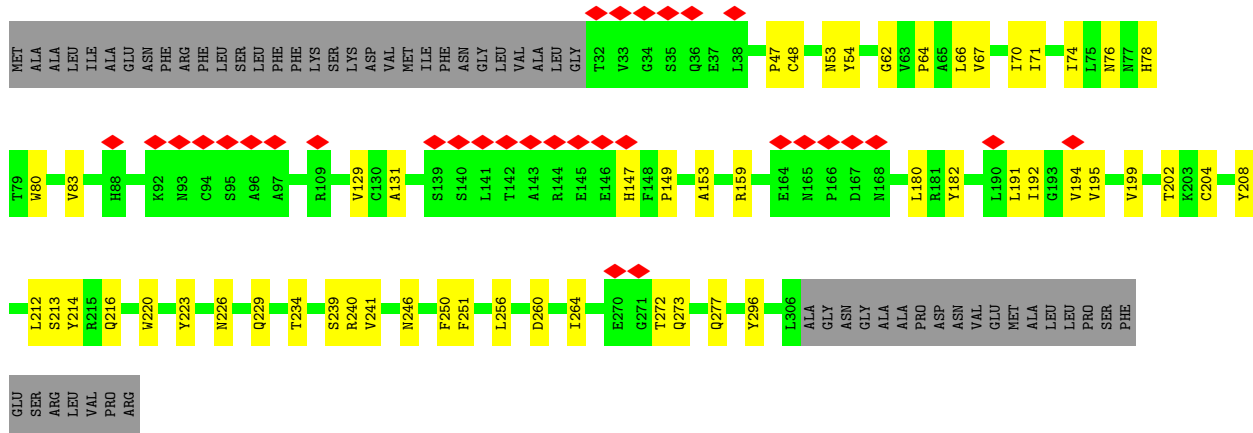 MET ALA ALA LEU ILE ALA GLU ASN PHE ARG PHE LEU SER LEU PHE PHE LYS SER LYS ASP VAL MET ILE PHE ASN GLY LEU VAL ALA LEU GLY T32 V33 G34 S35 Q36 E37 L38 P47 C48 N53 Y54 G62 V63 P64 A65 L66 V67 I70 I71 I74 L75 N76 N77 H78
T79 W80 V83 H88 K92 N93 C94 S95 A96 A97 R109 V129 C130 A131 S139 S140 L141 T142 A143 R144 E145 E146 H147 F148 P149 A153 R159 E164 N165 P166 D167 N168 L180 R181 Y182 L190 L191 I192 G193 V194 V195 V199 T202 K203 C204 Y208
L212 S213 Y214 R215 Q216 W220 Y223 N226 Q229 T234 S239 R240 V241 N246 F250 F251 L256 D260 I264 E270 G271 T272 Q273 Q277 Y296 L306 ALA GLY ASN GLY ALA ALA PRO ASP ASN VAL GLU MET ALA LEU LEU PRO SER PHE
GLU SER ARG LEU VAL PRO ARG